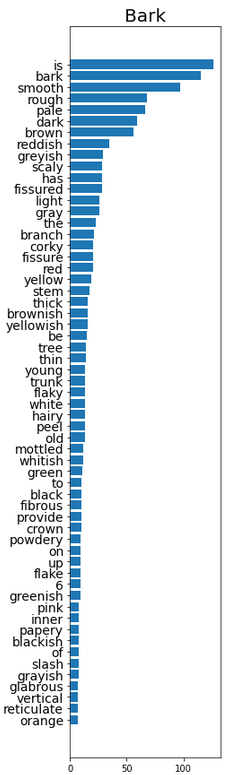 Bark
is
bark
smooth
rough
pale
dark
brown
reddish
greyish
scaly
has
fissured
light
gray
the
branch
corky
fissure
red
yellow
stem
thick
brownish
yellowish
be
tree
thin
young
trunk
flaky
white
hairy
peel
old
mottled
whitish
green
to
black
fibrous
provide
crown
powdery
on
up
flake
6
greenish
pink
inner
papery
blackish
of
slash
grayish
glabrous
vertical
reticulate
orange
0 50 100